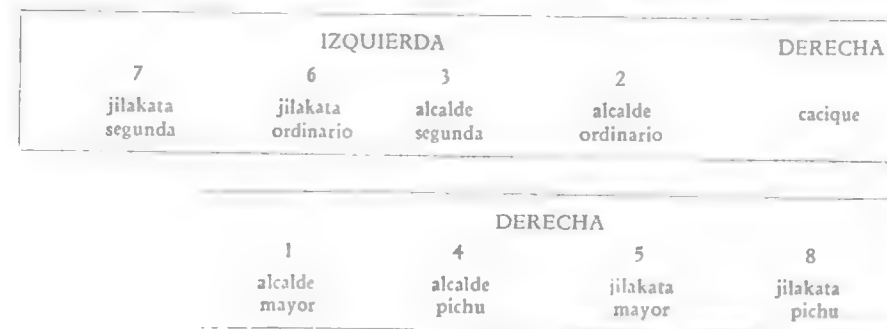 IZQUIERDA DERECHA
7 6 3 2
jilakata jilakata alcalde alcalde cacique
segunda ordinario segunda ordinario
DERECHA
1 4 5 8
alcalde alcalde jilakata jilakata
mayor pichu mayor pichu